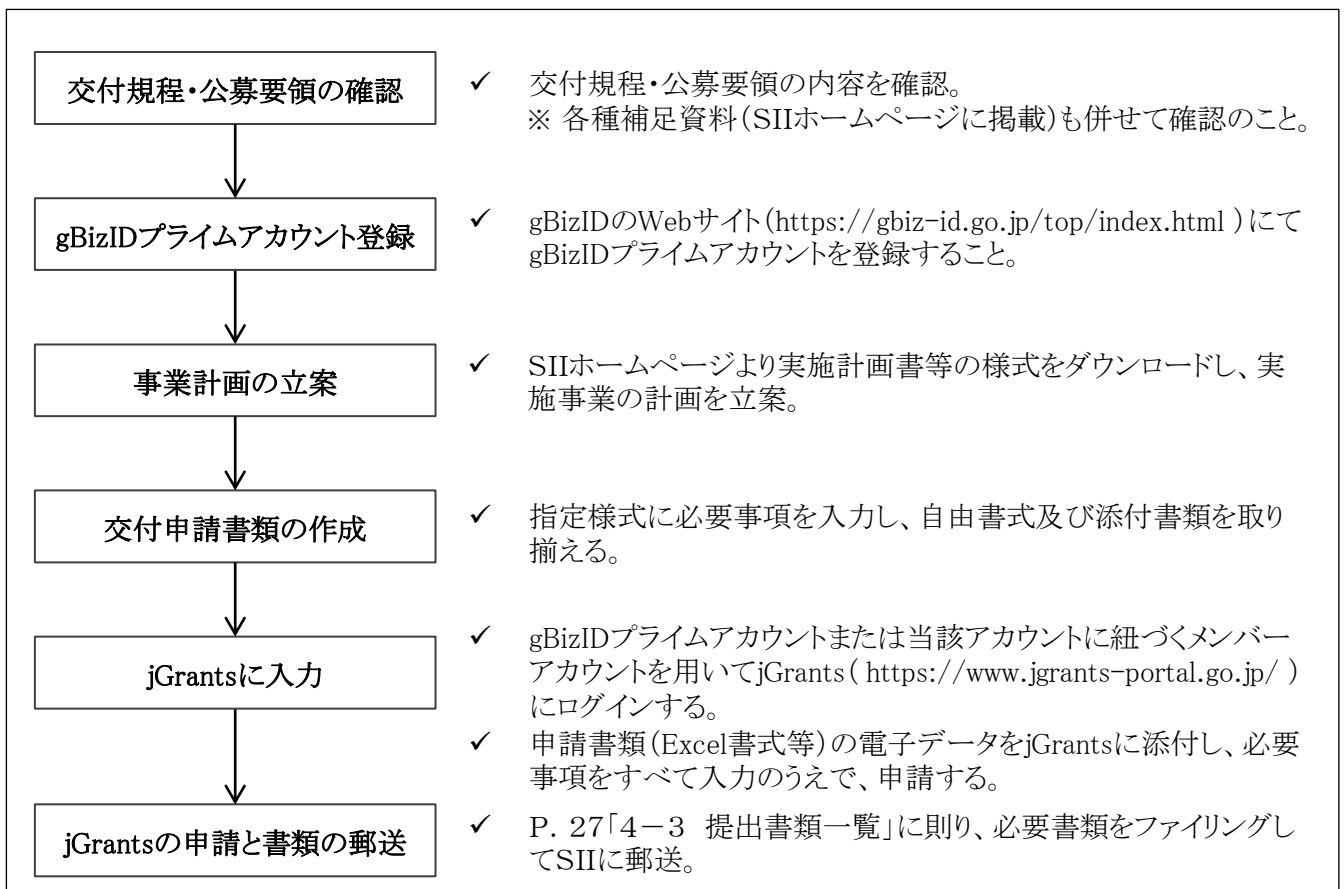 交付規程・公募要領の確認
✓ 交付規程・公募要領の内容を確認。
※ 各種補足資料(SIIホームページに掲載)も併せて確認のこと。
gBizIDプライムアカウント登録
✓ gBizIDのWebサイト(https://gbiz-id.go.jp/top/index.html )にて
gBizIDプライムアカウントを登録すること。
事業計画の立案
✓ SIIホームページより実施計画書等の様式をダウンロードし、実
施事業の計画を立案。
交付申請書類の作成
✓ 指定様式に必要事項を入力し、自由書式及び添付書類を取り
揃える。
jGrantsに入力
✓ gBizIDプライムアカウントまたは当該アカウントに紐づくメンバー
アカウントを用いてjGrants( https://www.jgrants-portal.go.jp/ )
にログインする。
✓ 申請書類(Excel書式等)の電子データをjGrantsに添付し、必要
事項をすべて入力のうえで、申請する。
jGrantsの申請と書類の郵送
✓ P. 27「4-3 提出書類一覧」に則り、必要書類をファイリングし
てSIIに郵送。